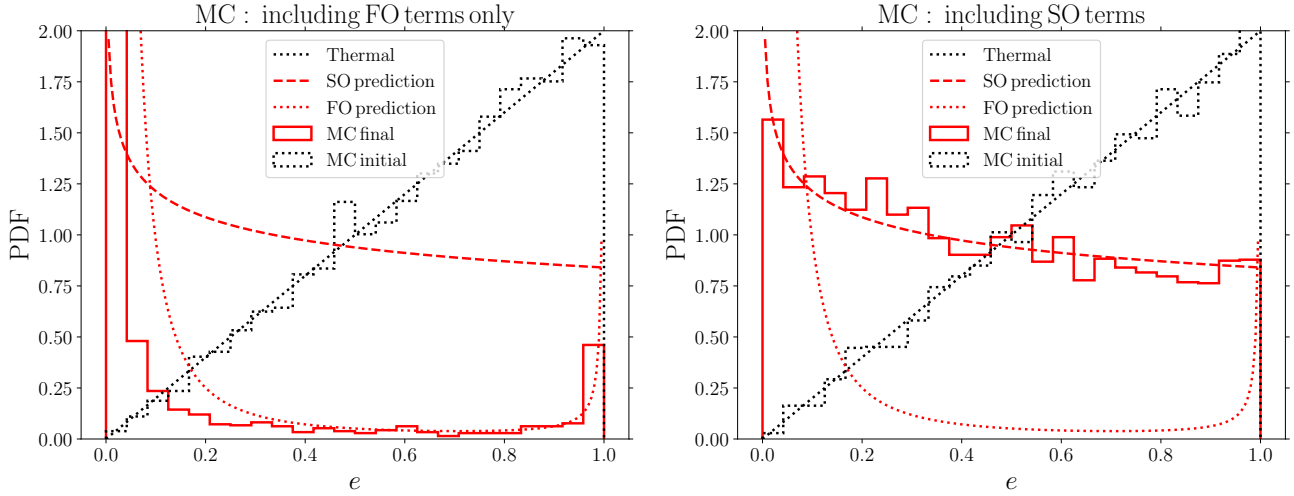 MC : including FO terms only
2.00
1.75
1.50
1.25
1.00
0.75
0.50
0.25
0.00
PDF
Thermal
SO prediction
FO prediction
MC final
MC initial
0.0 0.2 0.4 0.6 0.8 1.0
e
MC : including SO terms
2.00
1.75
1.50
1.25
1.00
0.75
0.50
0.25
0.00
PDF
Thermal
SO prediction
FO prediction
MC final
MC initial
0.0 0.2 0.4 0.6 0.8 1.0
e